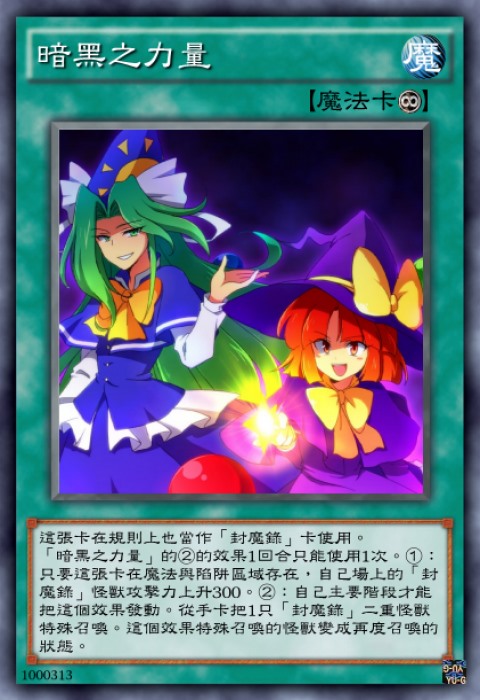 暗黑之力量
魔
【魔法卡♾】
這張卡在規則上也當作「封魔錄」卡使用。
「暗黑之力量」的②的效果1回合只能使用1次。①：
只要這張卡在魔法與陷阱區域存在，自己場上的「封
魔錄」怪獸攻擊力上升300。②：自己主要階段才能
把這個效果發動。從手卡把1只「封魔錄」二重怪獸
特殊召喚。這個效果特殊召喚的怪獸變成再度召喚的
狀態。
1000313